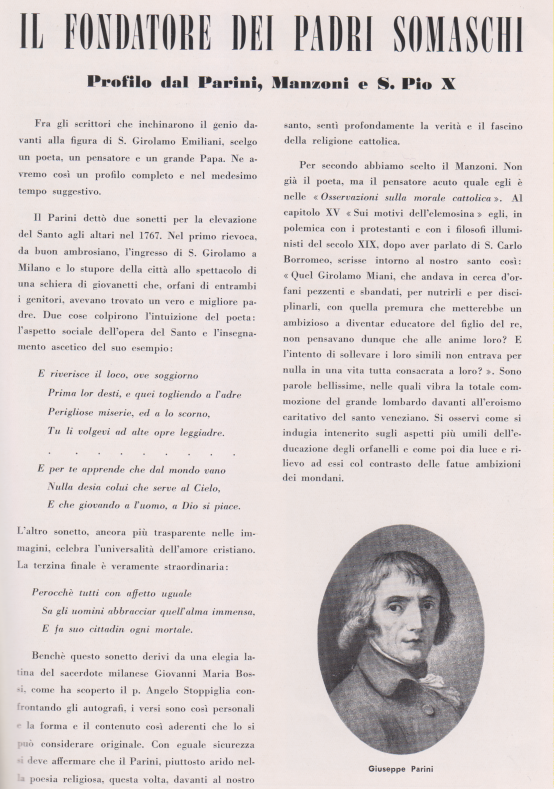 IL FONDATORE DEI PADRI SOMASCHI
Profilo dal Parini, Manzoni e S. Pio X
Fra gli scrittori che inchinarono il genio da-
vanti alla figura di S. Girolamo Emiliani, scelgo
un poeta, un pensatore e un grande Papa. Ne a-
vremo così un profilo completo e nel medesimo
tempo suggestivo.
Il Parini dettò due sonetti per la elevazione
del Santo agli altari nel 1767. Nel primo rievoca,
da buon ambrosiano, l'ingresso di S. Girolamo a
Milano e lo stupore della città allo spettacolo di
una schiera di giovanetti che, orfani di entrambi
i genitori, avevano trovato un vero e migliore pa-
dre. Due cose colpirono l'intuizione del poeta:
l'aspetto sociale dell'opera del Santo e l'insegna-
mento ascetico del suo esempio:
E riverisce il loco, ove soggiorno
Prima lor desti, e quei togliendo a l'adre
Perigliose miserie, ed a lo scorno,
Tu li volgevi ad alte opre leggiadre.
. . . . . . . . . .
E per te apprende che dal mondo vano
Nulla desia colui che serve al Cielo,
E che giovando a l'uomo, a Dio si piace.
L'altro sonetto, ancora più trasparente nelle im-
magini, celebra l'universalità dell'amore cristiano.
La terzina finale è veramente straordinaria:
Perocchè tutti con affetto uguale
Sa gli uomini abbracciar quell'alma immensa,
E fa suo cittadin ogni mortale.
Benchè questo sonetto derivi da una elegia la-
tina del sacerdote milanese Giovanni Maria Bos-
si, come ha scoperto il p. Angelo Stoppiglia con-
frontando gli autografi, i versi sono così personali
e la forma e il contenuto così aderenti che lo si
può considerare originale. Con eguale sicurezza
si deve affermare che il Parini, piuttosto arido nel-
la poesia religiosa, questa volta, davanti al nostro
santo, sentì profondamente la verità e il fascino
della religione cattolica.
Per secondo abbiamo scelto il Manzoni. Non
già il poeta, ma il pensatore acuto quale egli è
nelle « Osservazioni sulla morale cattolica ». Al
capitolo XV « Sui motivi dell'elemosina » egli, in
polemica con i protestanti e con i filosofi illumi-
nisti del secolo XIX, dopo aver parlato di S. Carlo
Borromeo, scrisse intorno al nostro santo così:
« Quel Girolamo Miani, che andava in cerca d'or-
fani pezzenti e sbandati, per nutrirli e per disci-
plinarli, con quella premura che metterebbe un
ambizioso a diventar educatore del figlio del re,
non pensavano dunque che alle anime loro? E
l'intento di sollevare i loro simili non entrava per
nulla in una vita tutta consacrata a loro? ». Sono
parole bellissime, nelle quali vibra la totale com-
mozione del grande lombardo davanti all'eroismo
caritativo del santo veneziano. Si osservi come si
indugia intenerito sugli aspetti più umili dell'e-
ducazione degli orfanelli e come poi dia luce e ri-
lievo ad essi col contrasto delle fatue ambizioni
dei mondani.
Giuseppe Parini